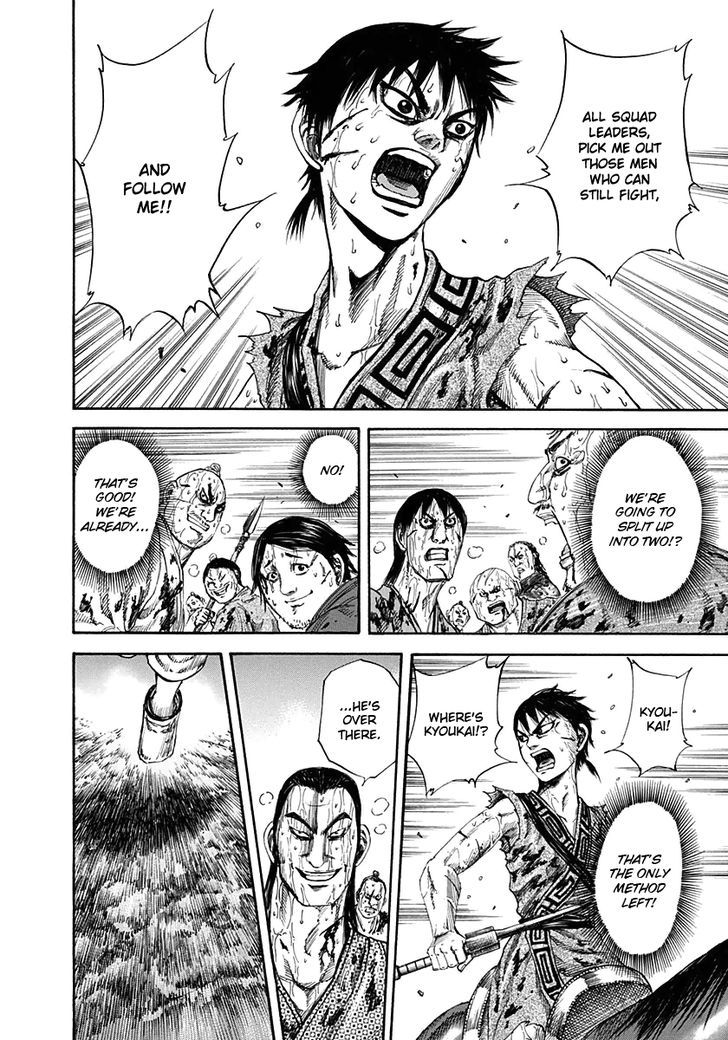 ALL SQUAD
LEADERS,
PICK ME OUT
THOSE MEN
WHO CAN
STILL FIGHT,
AND
FOLLOW
ME!!
WE'RE
GOING TO
SPLIT UP
INTO TWO!?
NO!
THAT'S
GOOD!
WE'RE
ALREADY...
KYOU-
KAI!
WHERE'S
KYOUKAI!?
THAT'S
THE ONLY
METHOD
LEFT!
...HE'S
OVER
THERE.